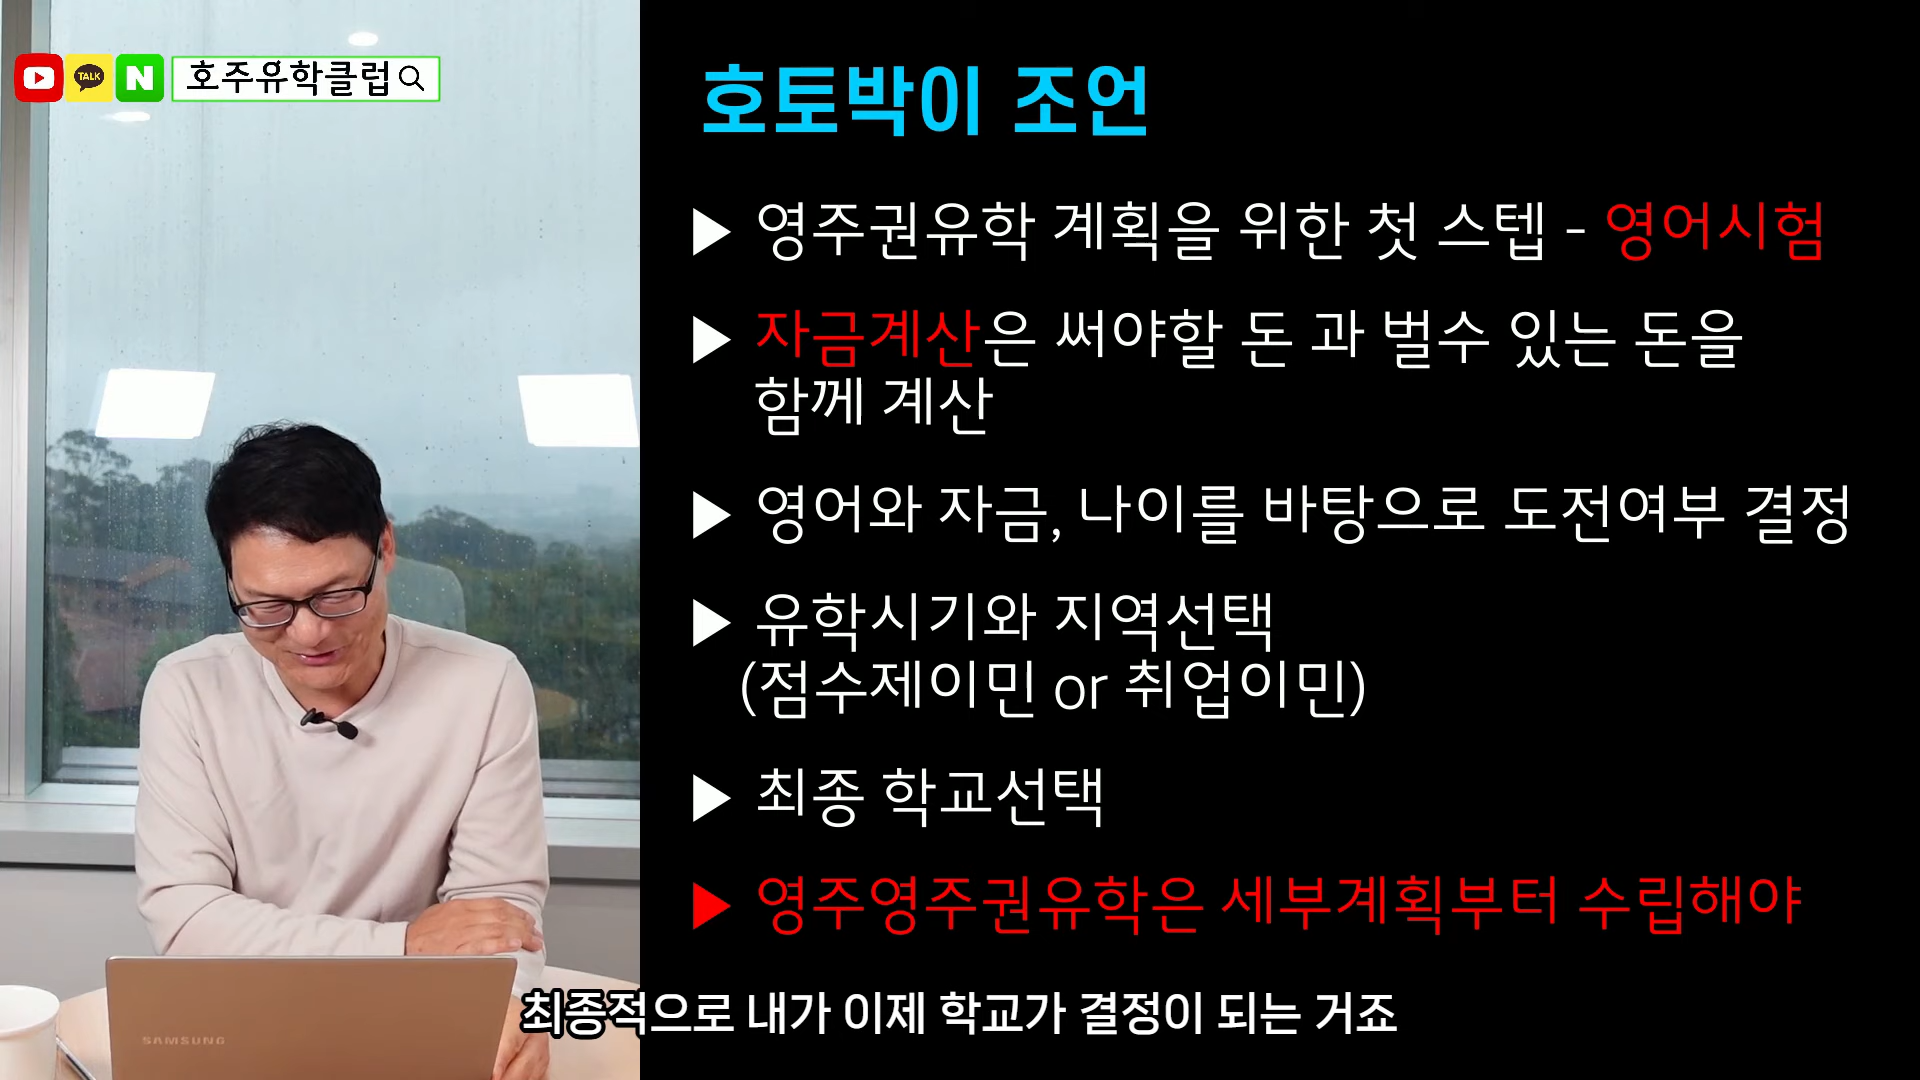 TALK
N
호주유학클럽
호토박이 조언
▶ 영주권유학 계획을 위한 첫 스텝 - 영어시험
▶ 자금계산은 써야할 돈 과 벌수 있는 돈을
함께 계산
▶ 영어와 자금, 나이를 바탕으로 도전여부 결정
▶ 유학시기와 지역선택
(점수제이민 or 취업이민)
▶ 최종 학교선택
▶ 영주영주권유학은 세부계획부터 수립해야
최종적으로 내가 이제 학교가 결정이 되는 거죠
SAMSUNG